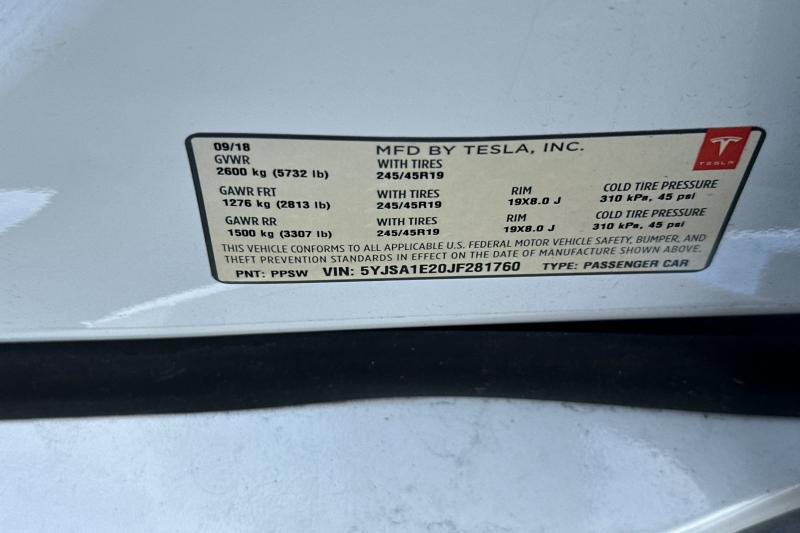 09/18 MFD BY TESLA, INC.
GVWR WITH TIRES
2600 kg (5732 lb) 245/45R19
GAWR FRT WITH TIRES RIM COLD TIRE PRESSURE
1276 kg (2813 lb) 245/45R19 19X8.0 J 310 kPa, 45 psi
GAWR RR WITH TIRES RIM COLD TIRE PRESSURE
1500 kg (3307 lb) 245/45R19 19X8.0 J 310 kPa, 45 psi
THIS VEHICLE CONFORMS TO ALL APPLICABLE U.S. FEDERAL MOTOR VEHICLE SAFETY, BUMPER, AND
THEFT PREVENTION STANDARDS IN EFFECT ON THE DATE OF MANUFACTURE SHOWN ABOVE.
PNT: PPSW VIN: 5YJSA1E20JF281760 TYPE: PASSENGER CAR
TESLA